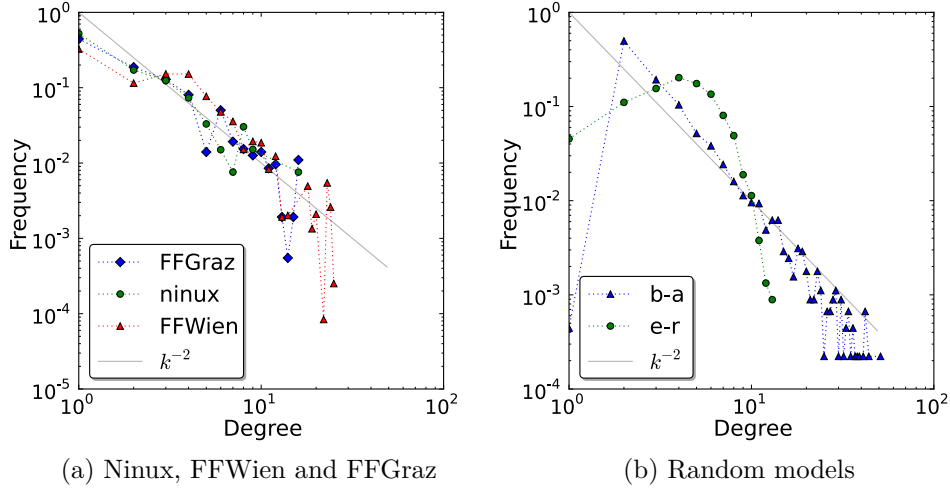 10^0
10^-1
10^-2
10^-3
10^-4
10^-5
Frequency
FFGraz
ninux
FFWien
k^{-2}
10^0
10^1
10^2
Degree
(a) Ninux, FFWien and FFGraz
10^0
10^-1
10^-2
10^-3
10^-4
Frequency
b-a
e-r
k^{-2}
10^0
10^1
10^2
Degree
(b) Random models